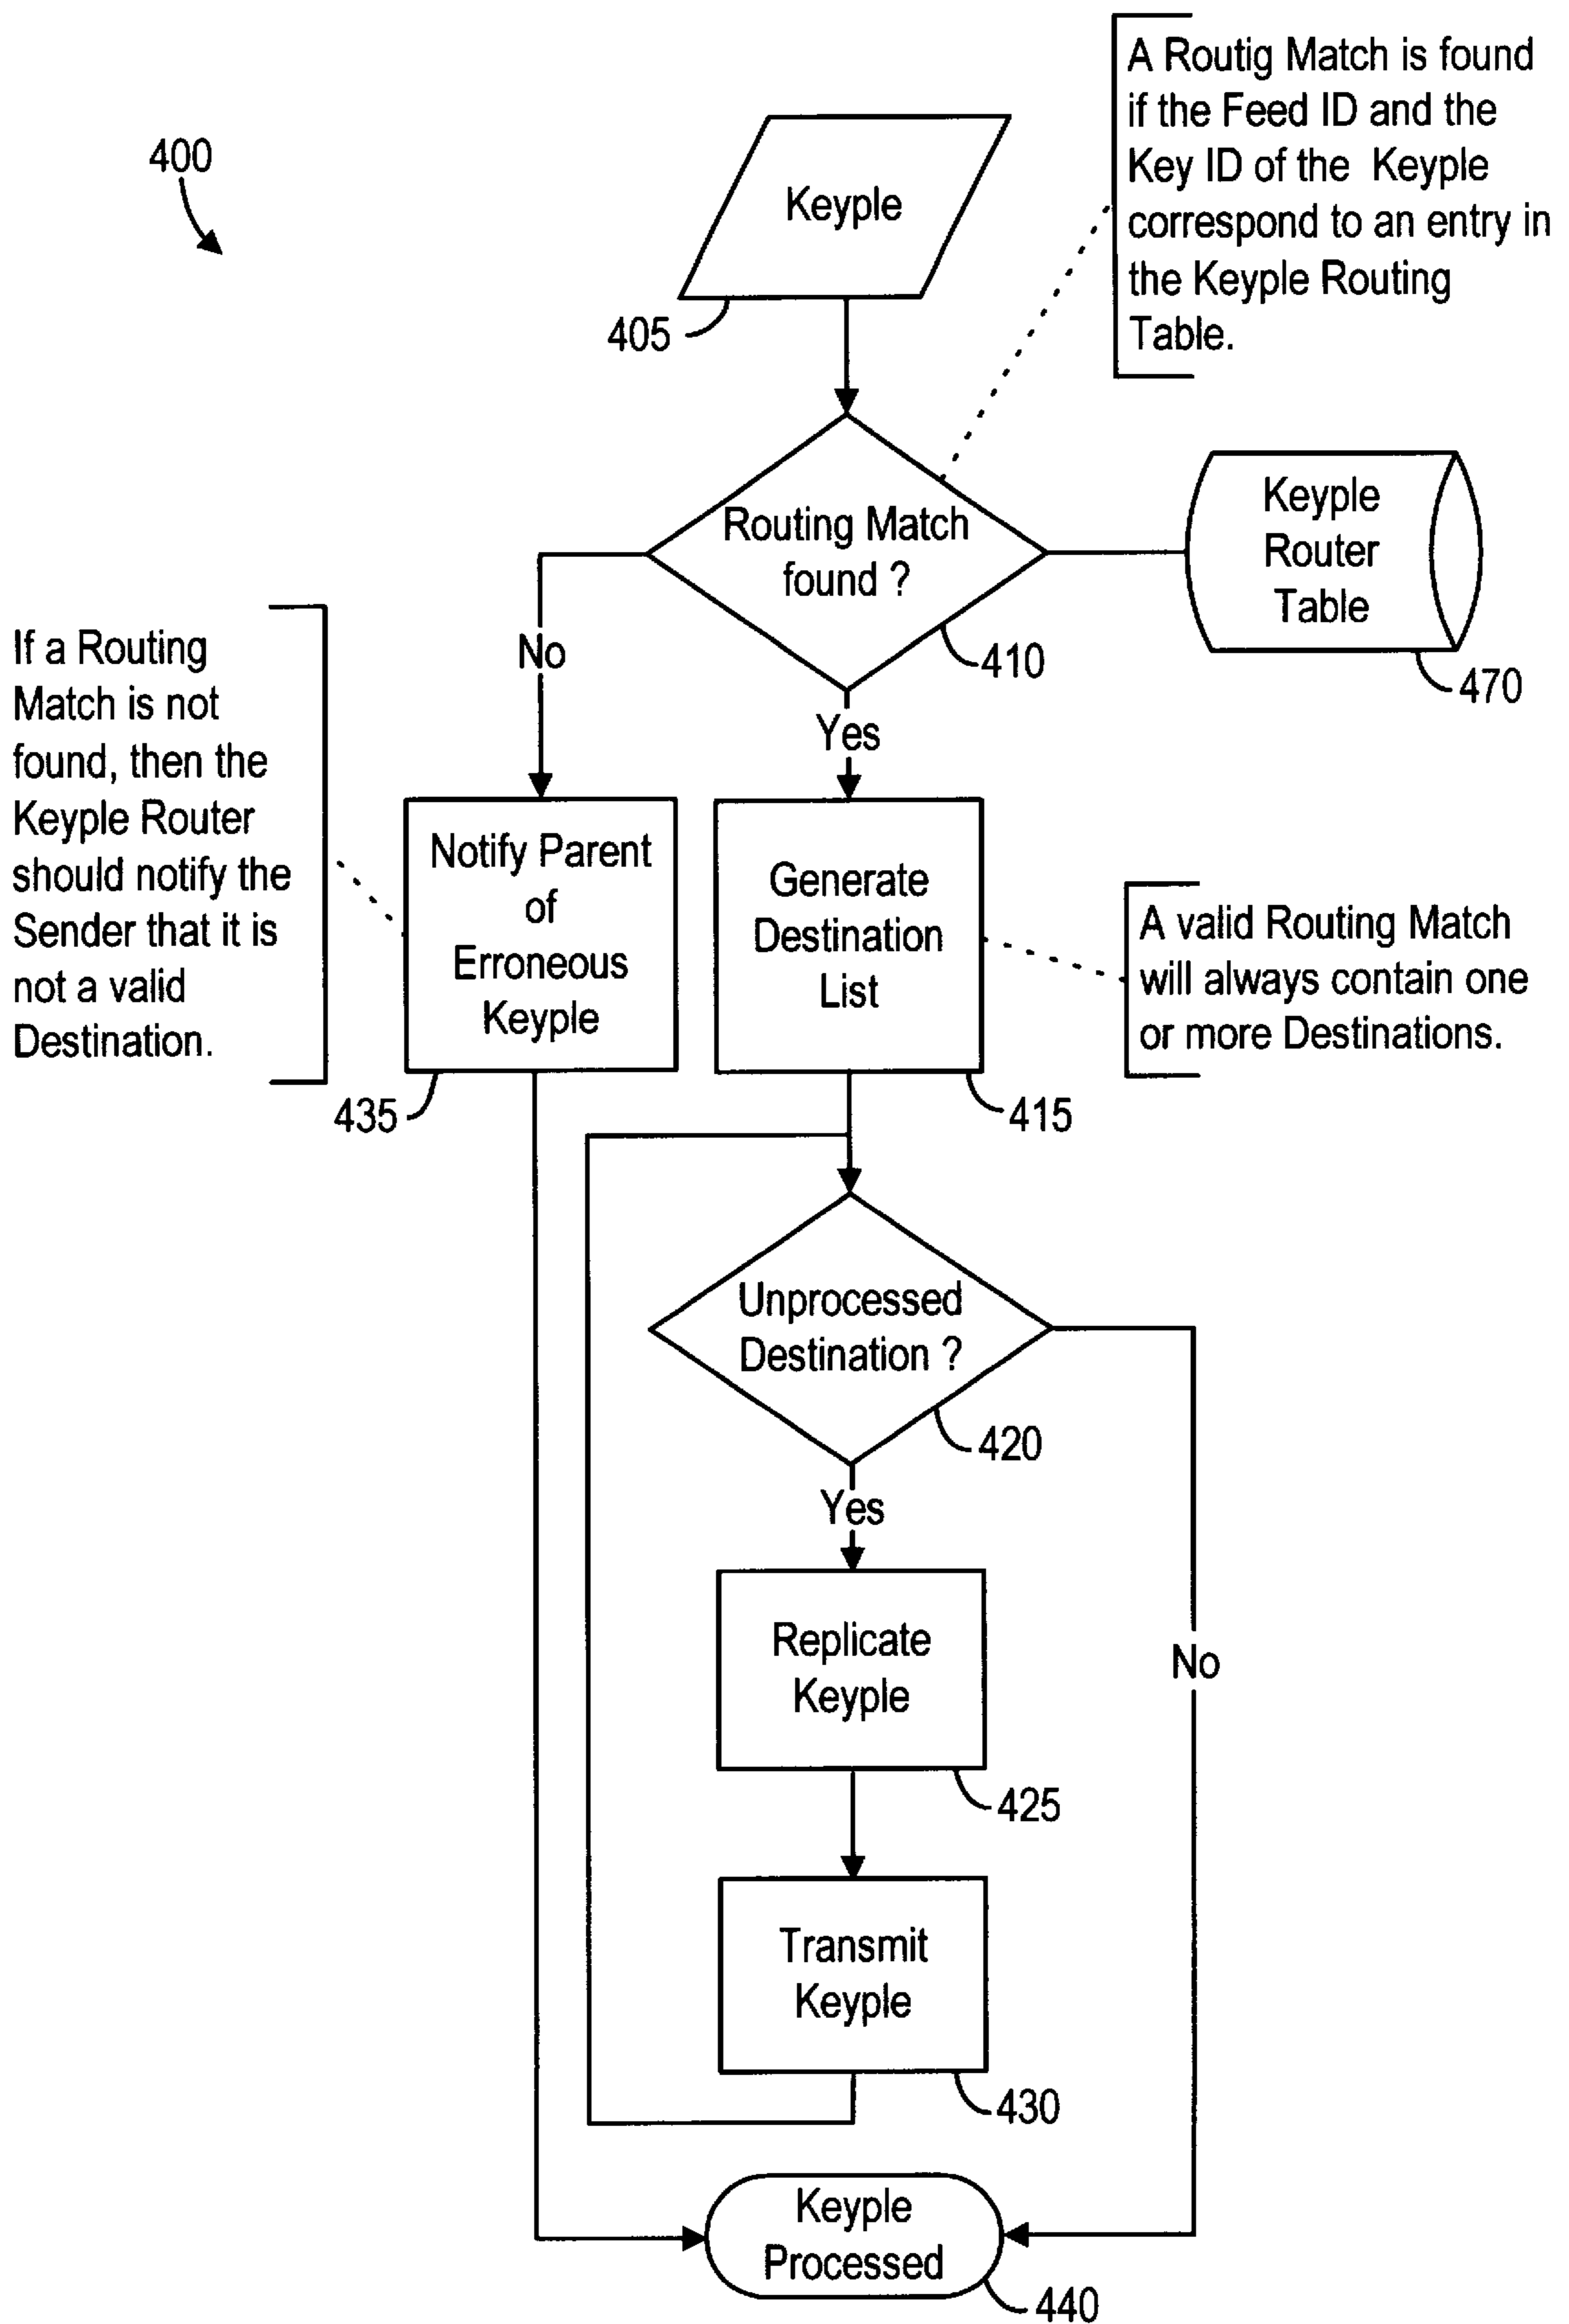 400
Keyple
405
A Routig Match is found
if the Feed ID and the
Key ID of the Keyple
correspond to an entry in
the Keyple Routing
Table.
Routing Match
found ?
410
Keyple
Router
Table
470
No
Yes
If a Routing
Match is not
found, then the
Keyple Router
should notify the
Sender that it is
not a valid
Destination.
Notify Parent
of
Erroneous
Keyple
435
Generate
Destination
List
415
A valid Routing Match
will always contain one
or more Destinations.
Unprocessed
Destination ?
420
Yes
No
Replicate
Keyple
425
Transmit
Keyple
430
Keyple
Processed
440